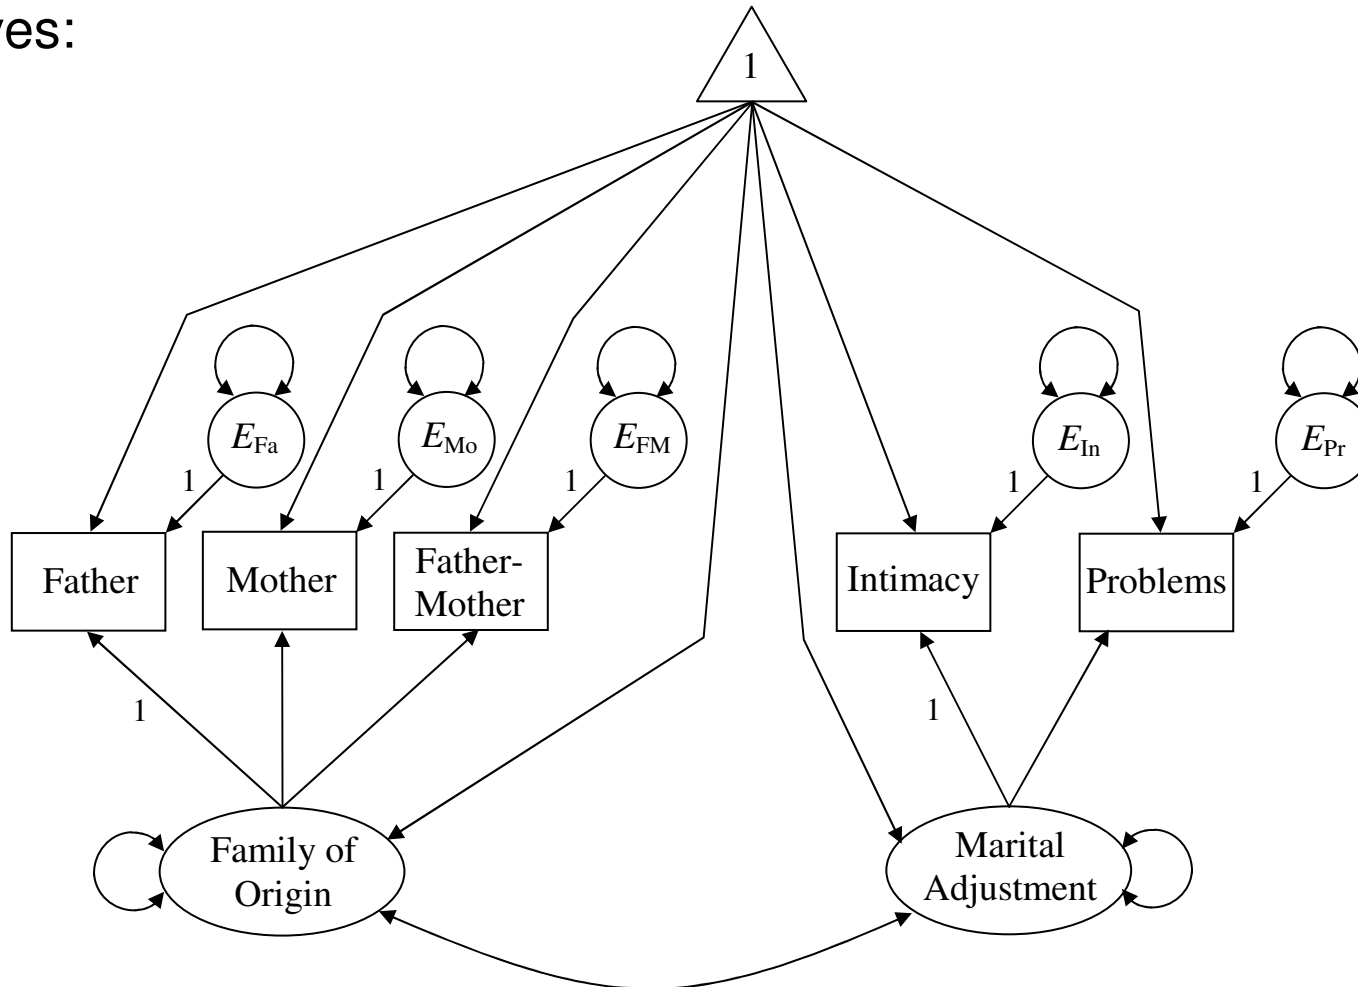 ves:
1
E_Fa
E_Mo
E_FM
E_In
E_Pr
1
1
1
1
1
Father
Mother
Father-
Mother
Intimacy
Problems
1
1
Family of
Origin
Marital
Adjustment